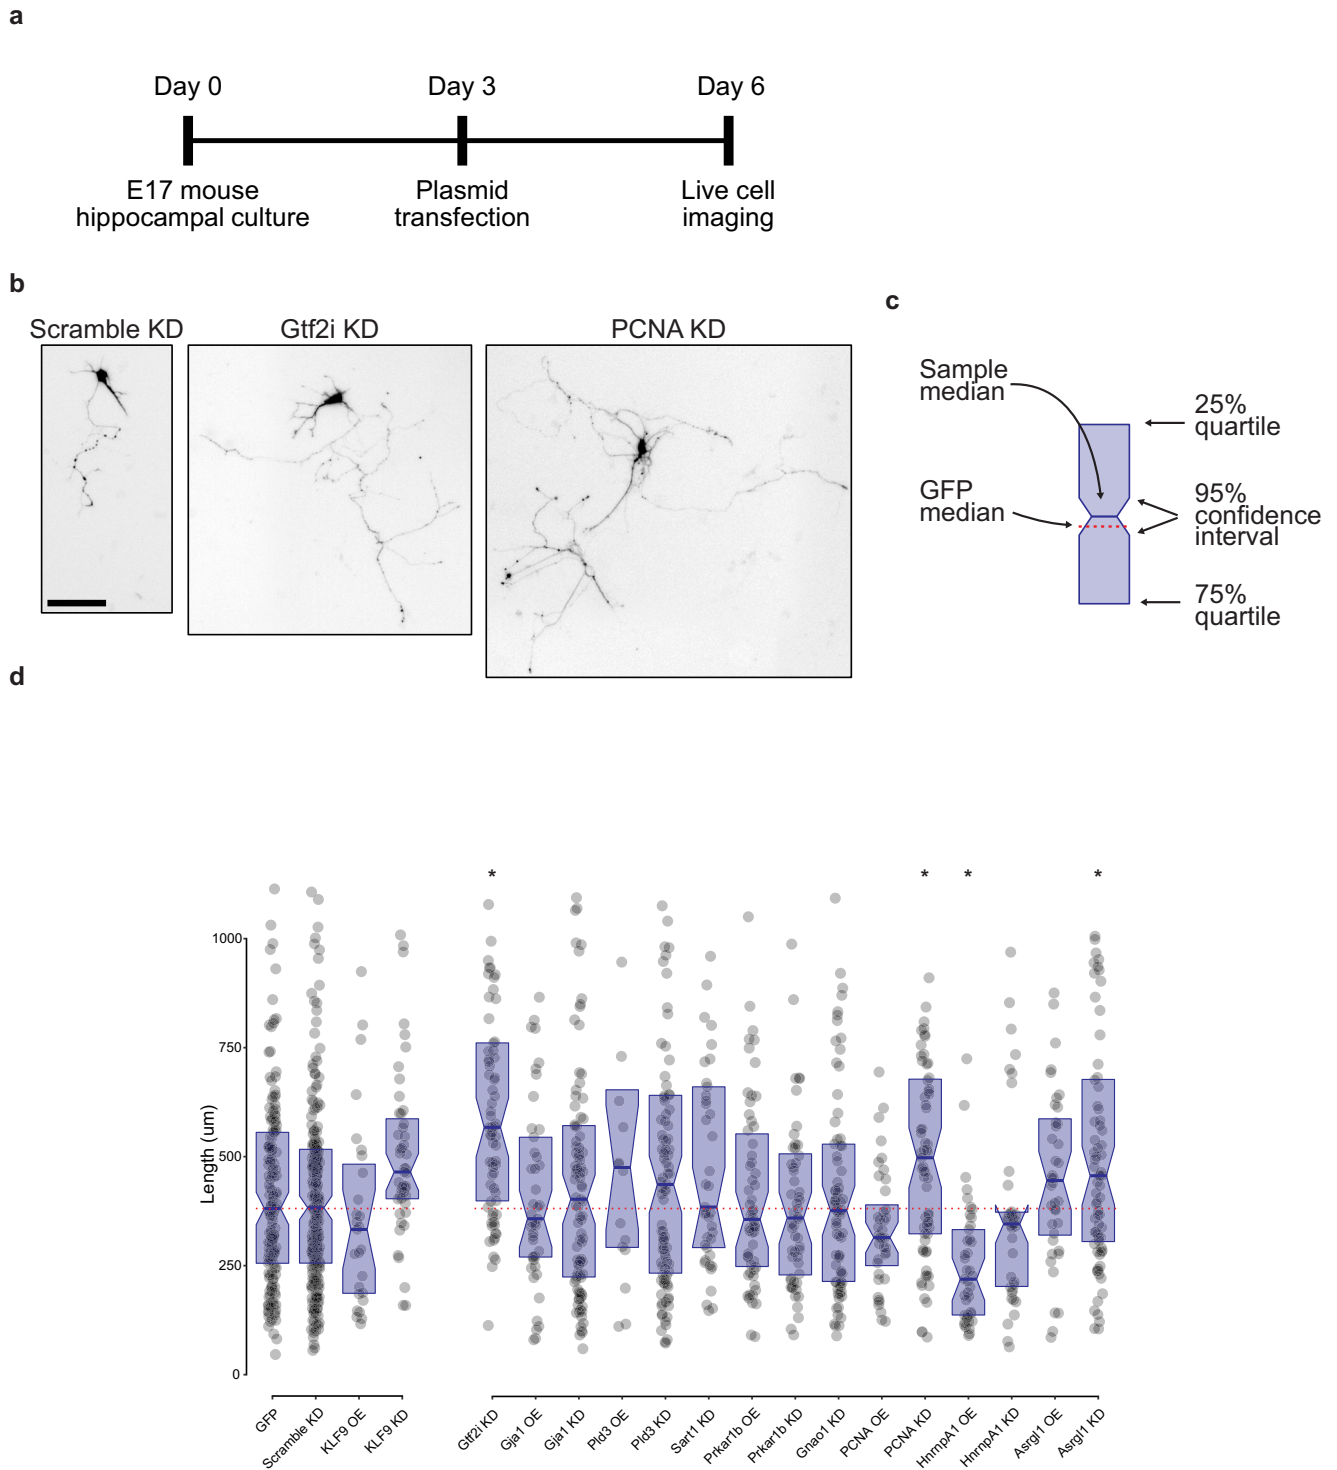 a
Day 0
Day 3
Day 6
E17 mouse
hippocampal culture
Plasmid
transfection
Live cell
imaging
b
Scramble KD
Gtf2i KD
PCNA KD
c
Sample
median
GFP
median
25%
quartile
95%
confidence
interval
75%
quartile
d
* * * *
Length (um)
1000
750
500
250
0
GFP
Scramble KD
KLF9 OE
KLF9 KD
Gtf2i KD
Gja1 OE
Gja1 KD
Pld3 OE
Pld3 KD
Sart1 KD
Prkar1b OE
Prkar1b KD
Gnao1 KD
PCNA OE
PCNA KD
HnrnpA1 OE
HnrnpA1 KD
Asrgl1 OE
Asrgl1 KD